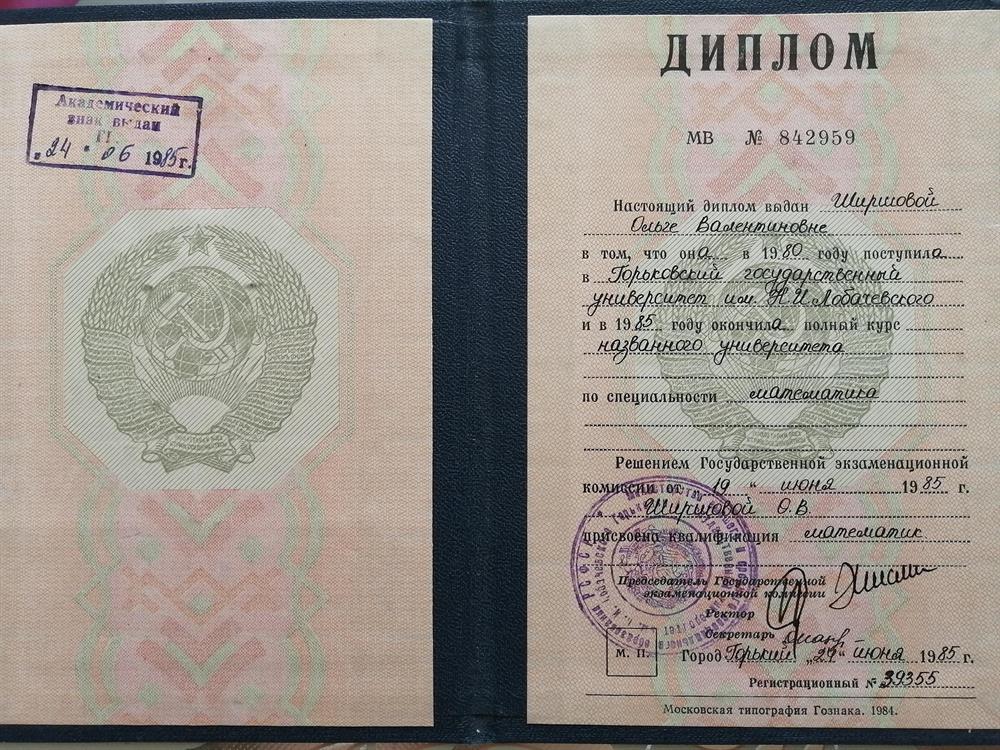 Академический
знак выдан
"24" 06 1985 г.
ДИПЛОМ
МВ № 842959
Настоящий диплом выдан Ширшовой
Ольге Валентиновне
в том, что она в 1980 году поступила
в Горьковский государственный
университет им. Н.И.Лобачевского
и в 1985 году окончила полный курс
названного университета
по специальности математика
Решением Государственной экзаменационной
комиссии от 19 " июня 1985 г.
Ширшовой О.В.
присвоена квалификация математик
Председатель Государственной
экзаменационной комиссии
Ректор
Секретарь
М. П.
Город Горький "24" июня 1985 г.
Регистрационный № 39355
Московская типография Гознака. 1984.